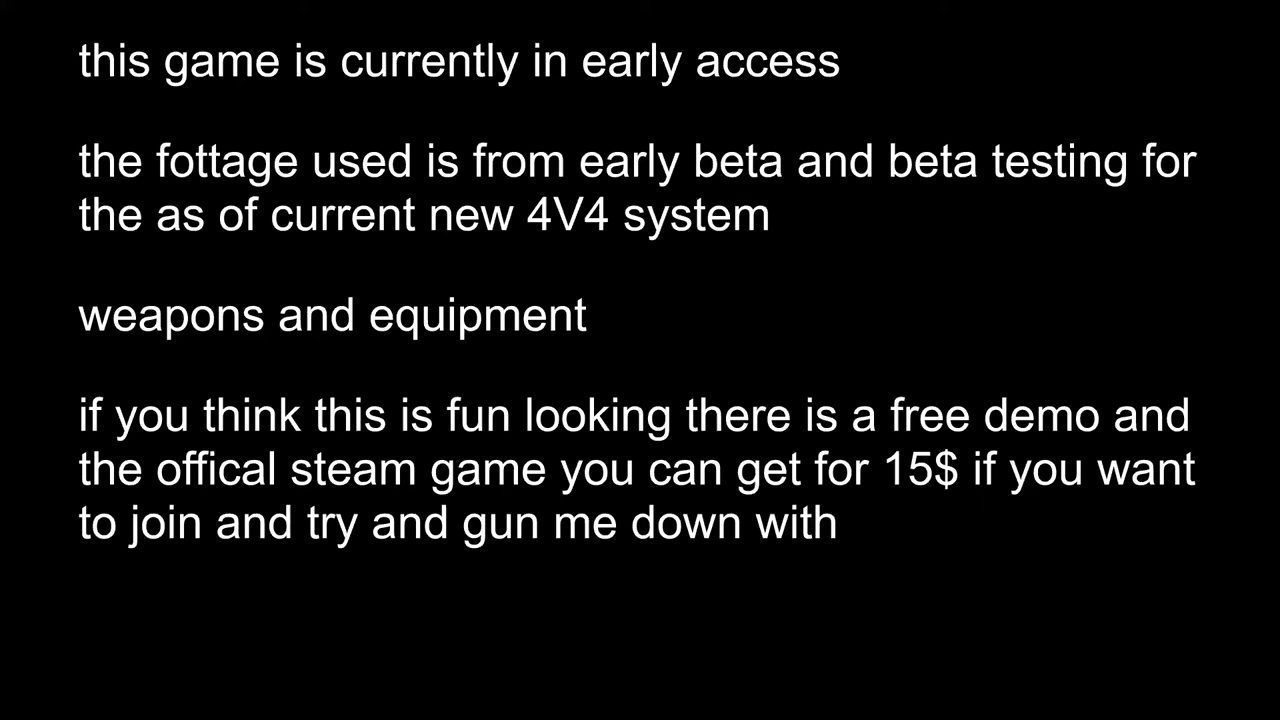 this game is currently in early access
the fottage used is from early beta and beta testing for
the as of current new 4V4 system
weapons and equipment
if you think this is fun looking there is a free demo and
the offical steam game you can get for 15$ if you want
to join and try and gun me down with